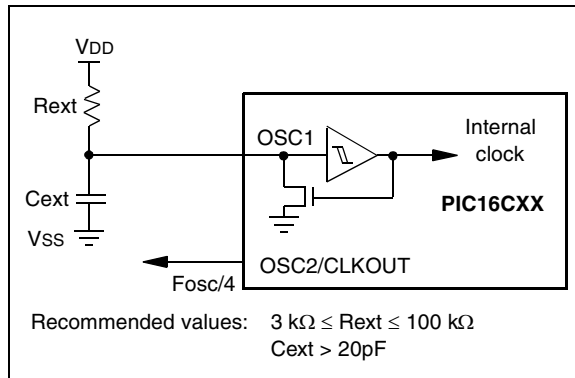 VDD
Rext
OSC1
Internal
clock
Cext
PIC16CXX
VSS
OSC2/CLKOUT
Fosc/4
Recommended values: 3 kΩ ≤ Rext ≤ 100 kΩ
Cext > 20pF